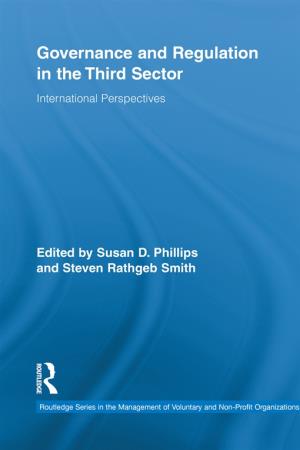 Governance and Regulation
in the Third Sector
International Perspectives
Edited by Susan D. Phillips
and Steven Rathgeb Smith
ROUTLEDGE
Routledge Series in the Management of Voluntary and Non-Profit Organizations